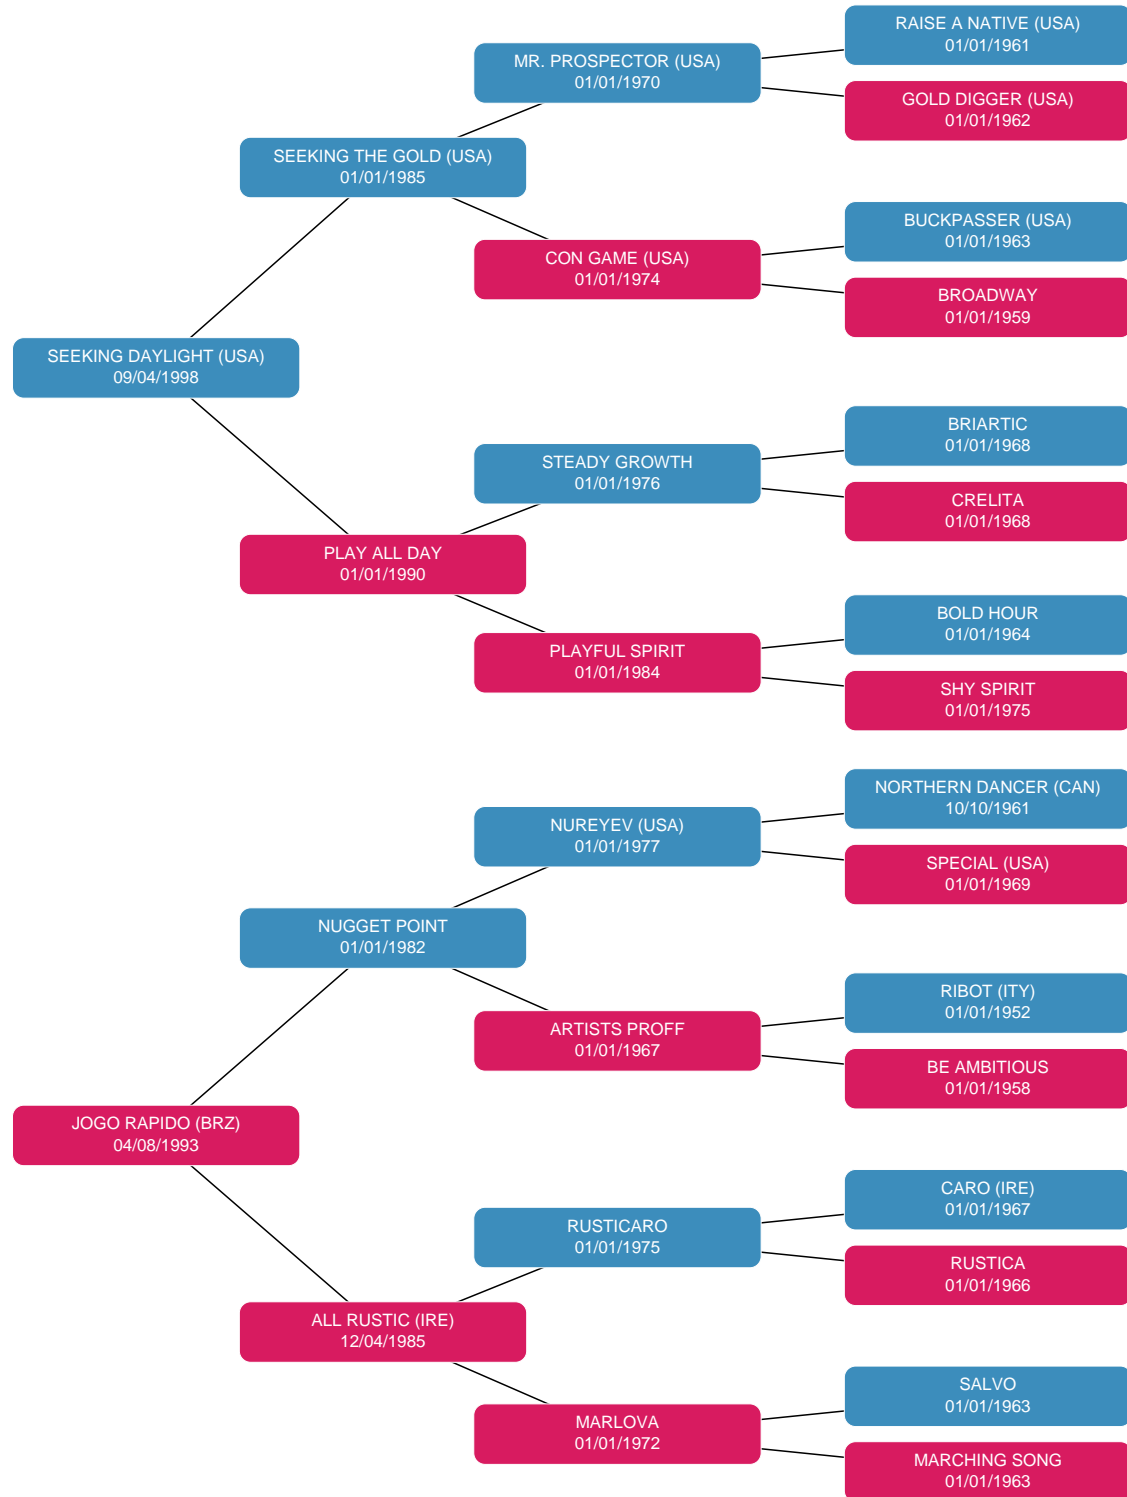 RAISE A NATIVE (USA)
01/01/1961
MR. PROSPECTOR (USA)
01/01/1970
GOLD DIGGER (USA)
01/01/1962
SEEKING THE GOLD (USA)
01/01/1985
BUCKPASSER (USA)
01/01/1963
CON GAME (USA)
01/01/1974
BROADWAY
01/01/1959
SEEKING DAYLIGHT (USA)
09/04/1998
BRIARTIC
01/01/1968
STEADY GROWTH
01/01/1976
CRELITA
01/01/1968
PLAY ALL DAY
01/01/1990
BOLD HOUR
01/01/1964
PLAYFUL SPIRIT
01/01/1984
SHY SPIRIT
01/01/1975
NORTHERN DANCER (CAN)
10/10/1961
NUREYEV (USA)
01/01/1977
SPECIAL (USA)
01/01/1969
NUGGET POINT
01/01/1982
RIBOT (ITY)
01/01/1952
ARTISTS PROFF
01/01/1967
BE AMBITIOUS
01/01/1958
JOGO RAPIDO (BRZ)
04/08/1993
CARO (IRE)
01/01/1967
RUSTICARO
01/01/1975
RUSTICA
01/01/1966
ALL RUSTIC (IRE)
12/04/1985
SALVO
01/01/1963
MARLOVA
01/01/1972
MARCHING SONG
01/01/1963